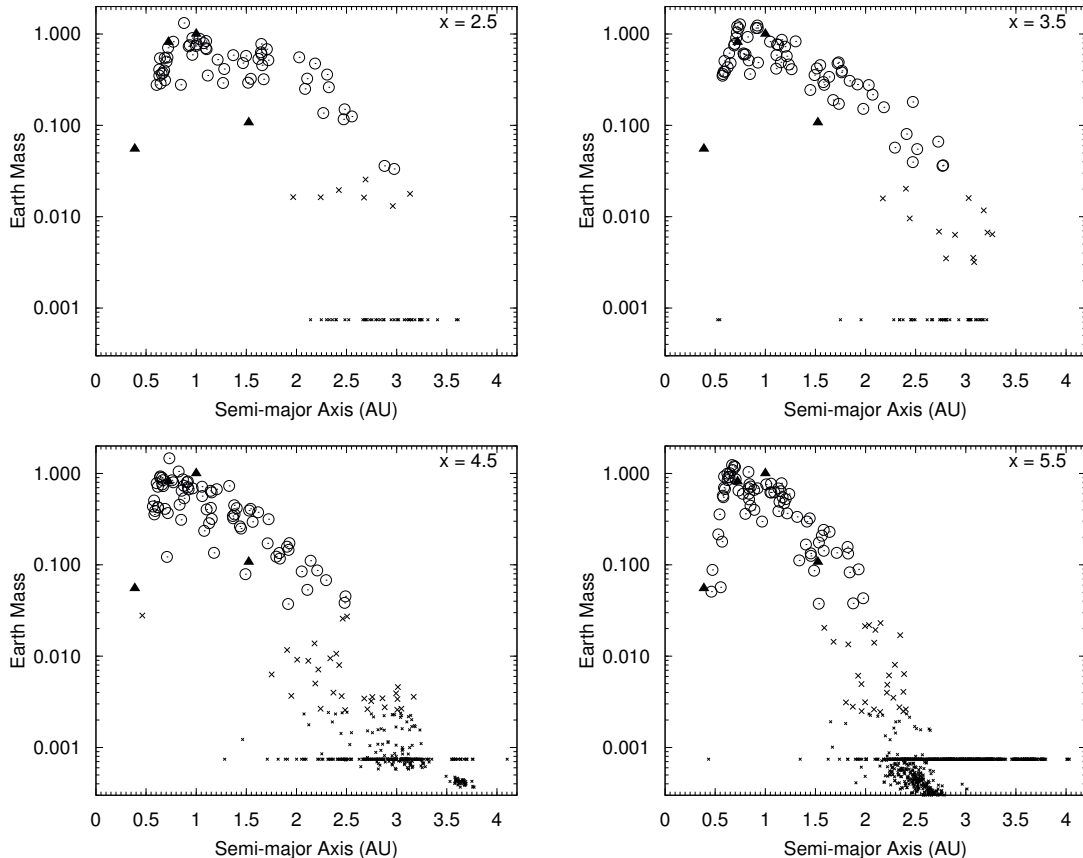 x = 2.5
1.000
0.100
0.010
0.001
Earth Mass
0 0.5 1 1.5 2 2.5 3 3.5 4
Semi-major Axis (AU)
x = 3.5
1.000
0.100
0.010
0.001
Earth Mass
0 0.5 1 1.5 2 2.5 3 3.5 4
Semi-major Axis (AU)
x = 4.5
1.000
0.100
0.010
0.001
Earth Mass
0 0.5 1 1.5 2 2.5 3 3.5 4
Semi-major Axis (AU)
x = 5.5
1.000
0.100
0.010
0.001
Earth Mass
0 0.5 1 1.5 2 2.5 3 3.5 4
Semi-major Axis (AU)